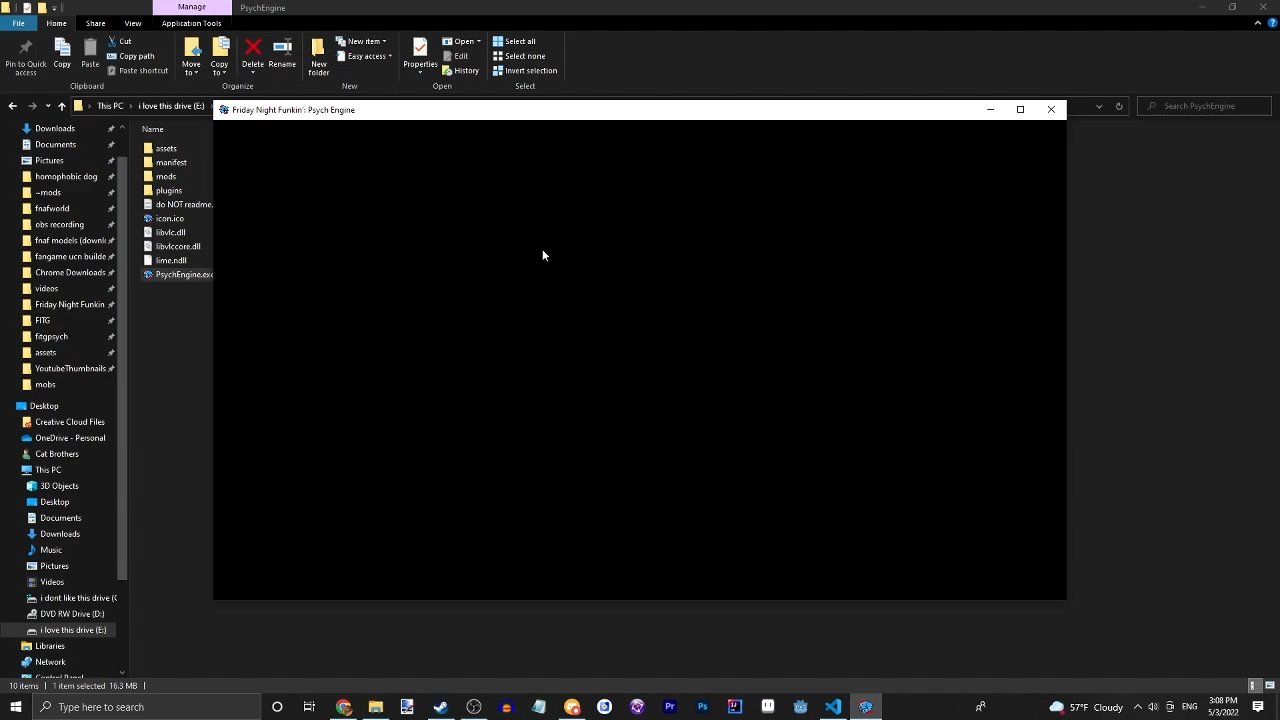 Manage PsychEngine
File Home Share View Application Tools
Pin to Quick access
Copy
Paste
Cut
Copy path
Paste shortcut
Move to
Copy to
Delete
Rename
New folder
New item
Easy access
Properties
Open
Edit
History
Select all
Select none
Invert selection
Clipboard Organize New Open Select
This PC i love this drive (E:) Search PsychEngine
Friday Night Funkin': Psych Engine
Name
assets
manifest
mods
plugins
do NOT readme.
icon.ico
libvlc.dll
libvlccore.dll
lime.ndll
PsychEngine.exe
Downloads
Documents
Pictures
homophobic dog
~mods
fnafworld
obs recording
fnaf models (downl
fangame ucn builde
Chrome Downloads
videos
Friday Night Funkin
FITG
fitgpsych
assets
YoutubeThumbnails
mobs
Desktop
Creative Cloud Files
OneDrive - Personal
Cat Brothers
This PC
3D Objects
Desktop
Documents
Downloads
Music
Pictures
Videos
i dont like this drive (C
DVD RW Drive (D:)
i love this drive (E:)
Libraries
Network
10 items 1 item selected 16.3 MB
Type here to search
57°F Cloudy
3:08 PM
5/3/2022